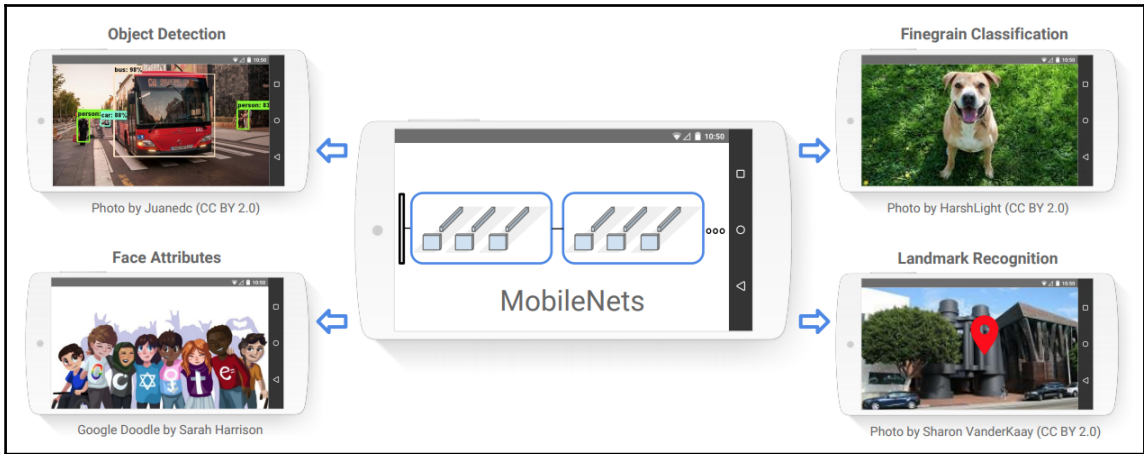 Object Detection
10:50
bus: 98%
person:
car: 88%
person: 83
Photo by Juanedc (CC BY 2.0)
Finegrain Classification
10:50
Photo by HarshLight (CC BY 2.0)
10:50
MobileNets
Face Attributes
10:50
G
C
t
e=
Google Doodle by Sarah Harrison
Landmark Recognition
10:50
Photo by Sharon VanderKaay (CC BY 2.0)